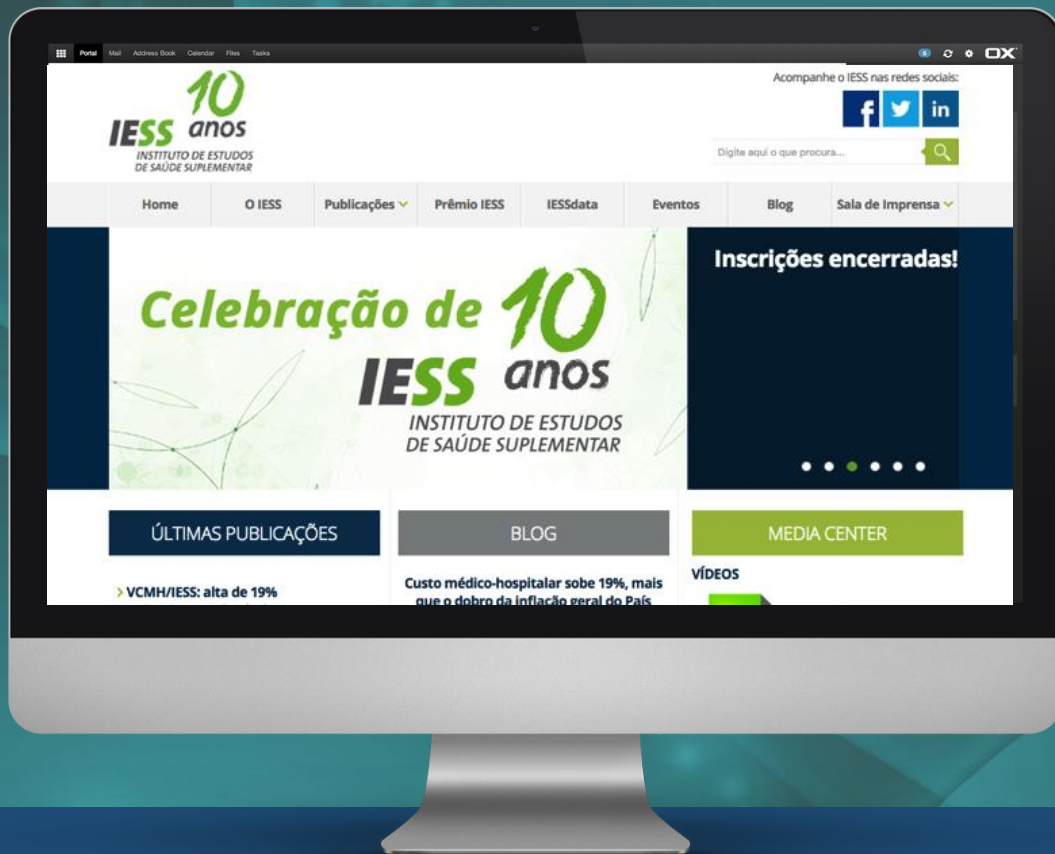 Portal Mail Address Book Calendar Files Tasks
5
OX
10
IESS anos
INSTITUTO DE ESTUDOS
DE SAÚDE SUPLEMENTAR
Acompanhe o IESS nas redes sociais:
f in
Digite aqui o que procura...
Home O IESS Publicações Prêmio IESS IESSdata Eventos Blog Sala de Imprensa
Celebração de 10
IESS anos
INSTITUTO DE ESTUDOS
DE SAÚDE SUPLEMENTAR
Inscrições encerradas!
ÚLTIMAS PUBLICAÇÕES
BLOG
MEDIA CENTER
> VCMH/IESS: alta de 19%
Custo médico-hospitalar sobe 19%, mais
que o dobro da inflação geral do País
VÍDEOS